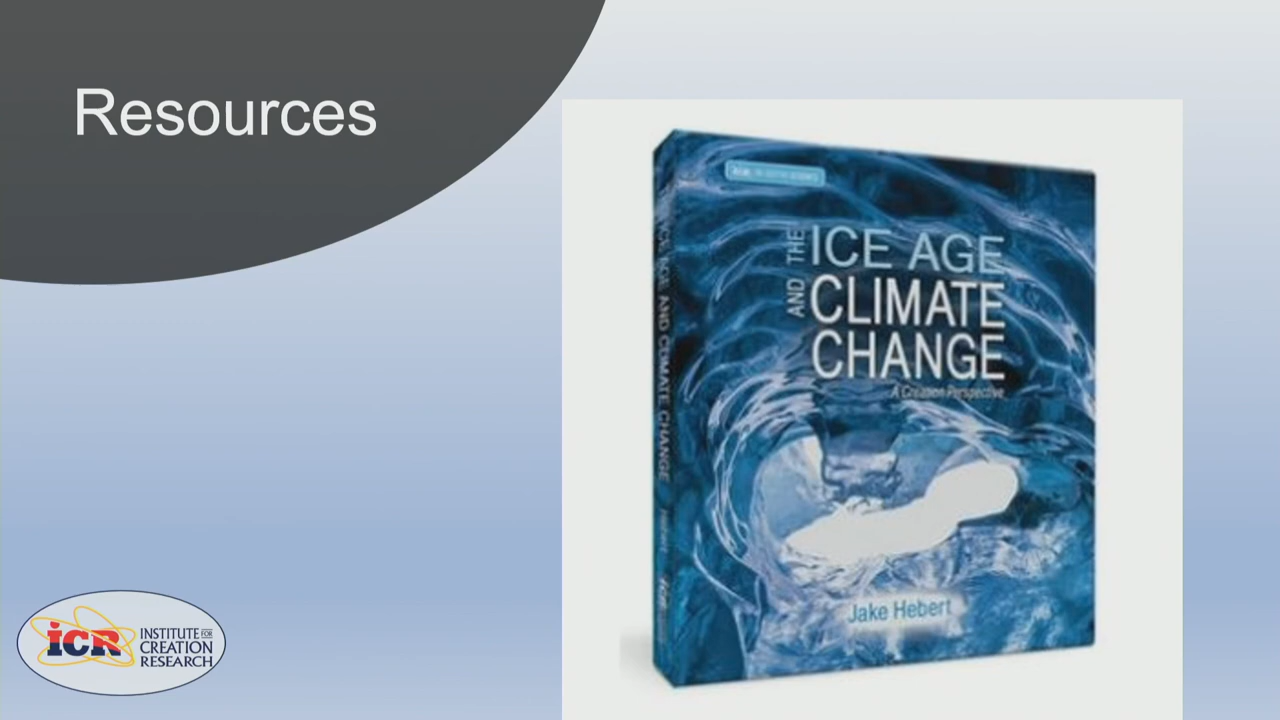 Resources
AND THE
ICE AGE
CLIMATE
CHANGE
A Creation Perspective
Jake Hebert
ICE AGE AND CLIMATE CHANGE
Hebert
iCR
INSTITUTE FOR
CREATION
RESEARCH